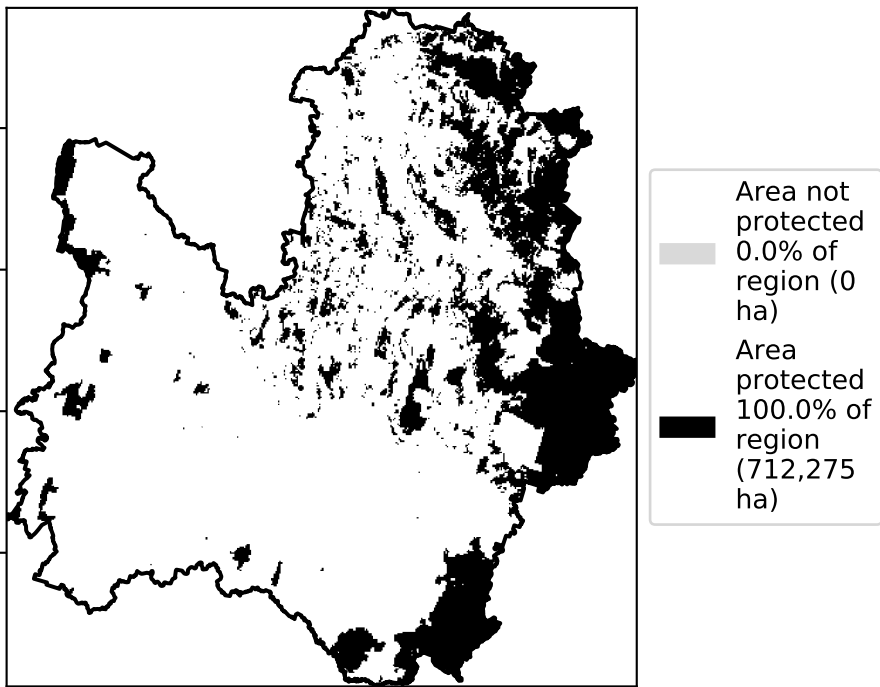 Area not
protected
0.0% of
region (0
ha)
Area
protected
100.0% of
region
(712,275
ha)